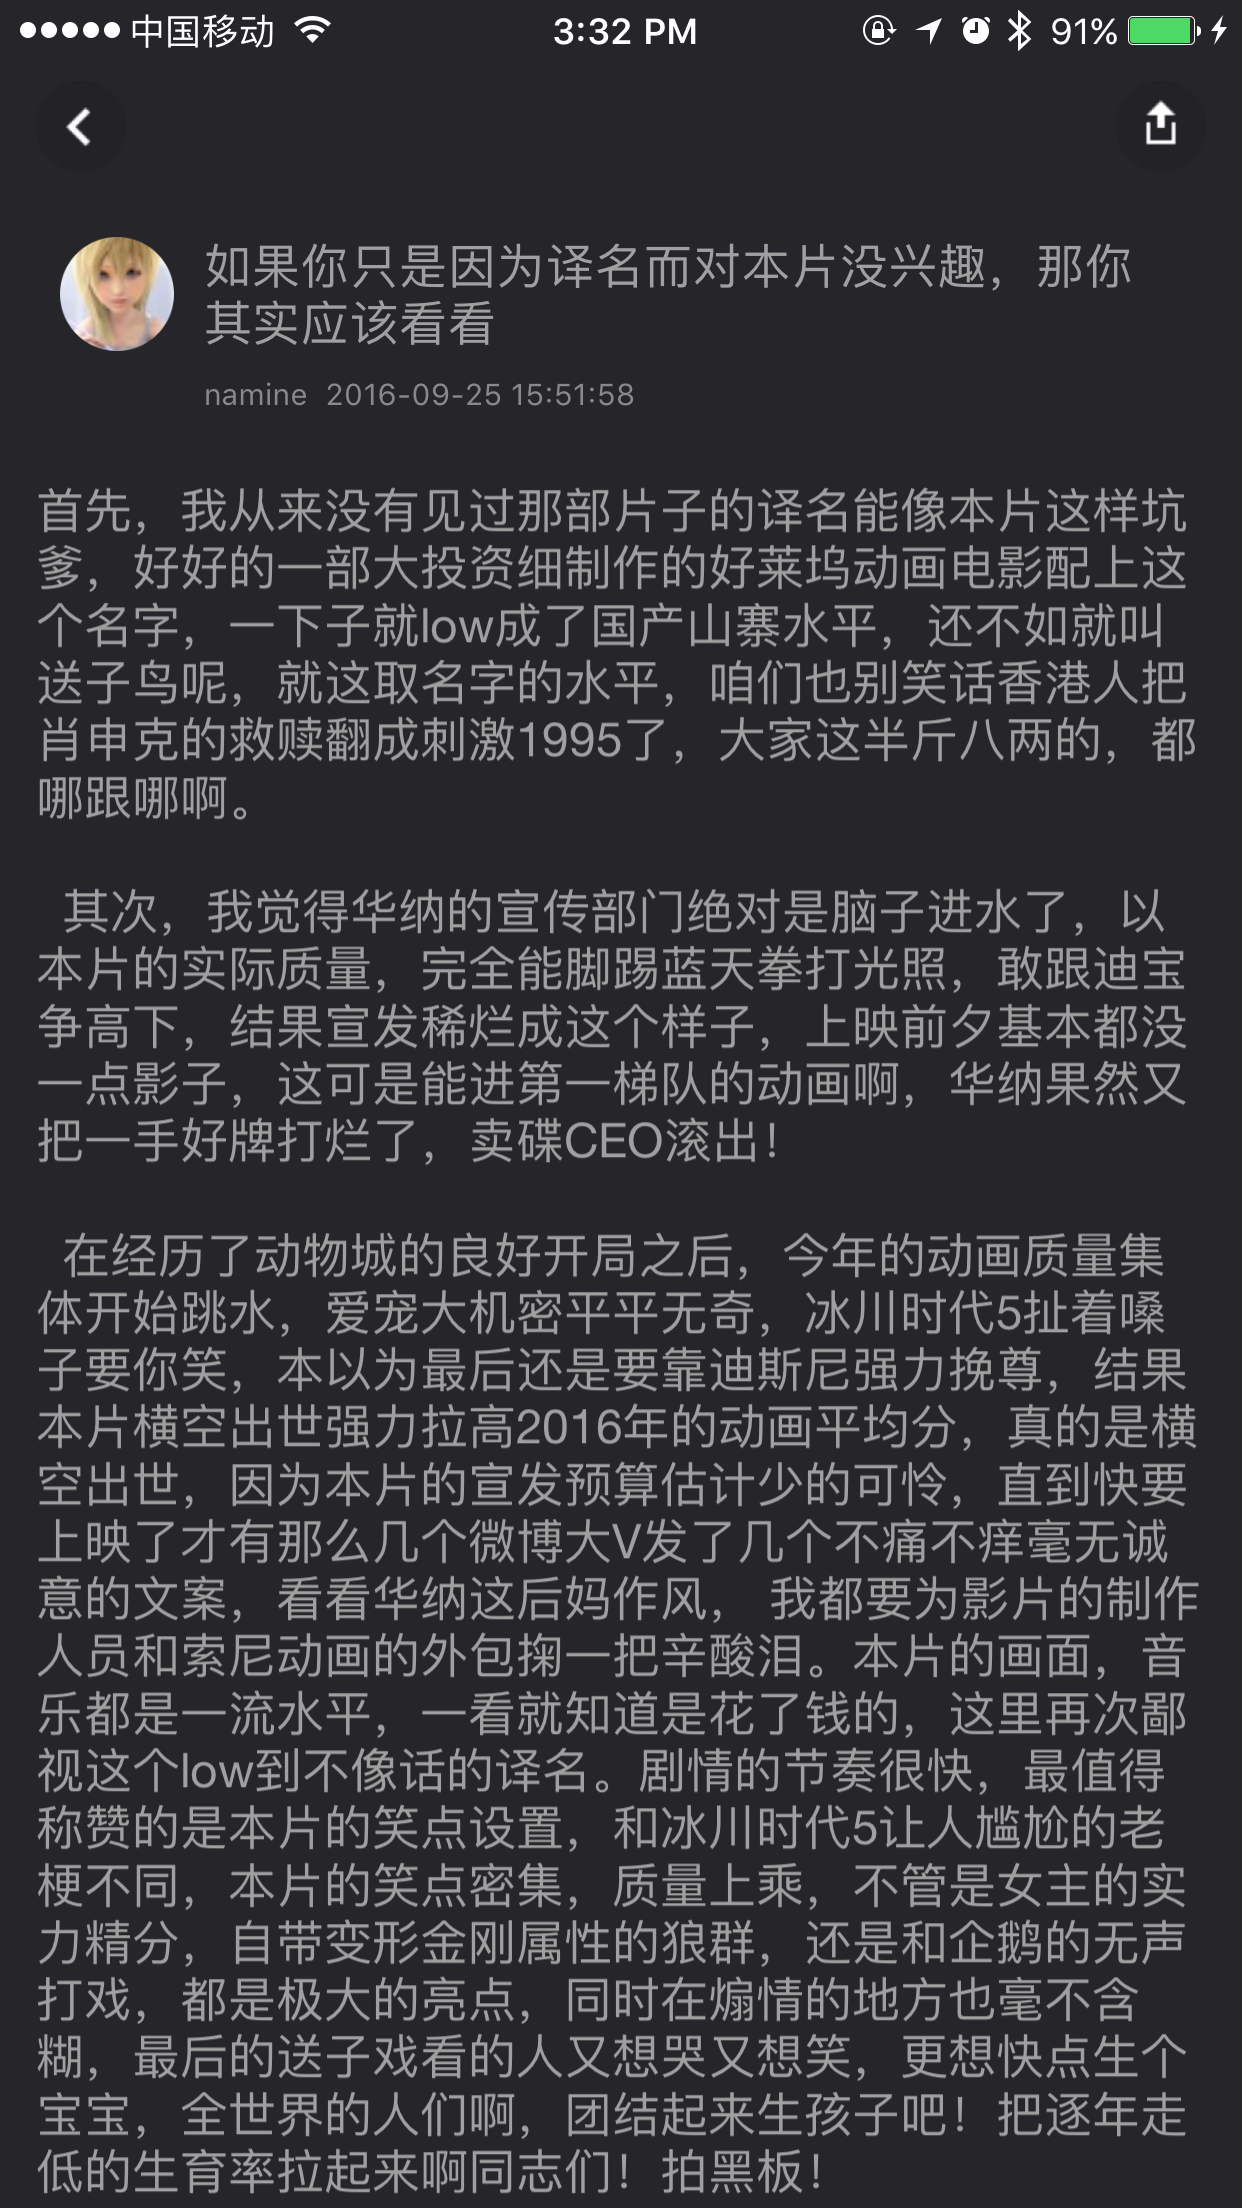 中国移动 3:32 PM 91%
如果你只是因为译名而对本片没兴趣，那你
其实应该看看
namine 2016-09-25 15:51:58
首先，我从来没有见过那部片子的译名能像本片这样坑
爹，好好的一部大投资细制作的好莱坞动画电影配上这
个名字，一下子就low成了国产山寨水平，还不如就叫
送子鸟呢，就这取名字的水平，咱们也别笑话香港人把
肖申克的救赎翻成刺激1995了，大家这半斤八两的，都
哪跟哪啊。
其次，我觉得华纳的宣传部门绝对是脑子进水了，以
本片的实际质量，完全能脚踢蓝天拳打光照，敢跟迪宝
争高下，结果宣发稀烂成这个样子，上映前夕基本都没
一点影子，这可是能进第一梯队的动画啊，华纳果然又
把一手好牌打烂了，卖碟CEO滚出！
在经历了动物城的良好开局之后，今年的动画质量集
体开始跳水，爱宠大机密平平无奇，冰川时代5扯着嗓
子要你笑，本以为最后还是要靠迪斯尼强力挽尊，结果
本片横空出世强力拉高2016年的动画平均分，真的是横
空出世，因为本片的宣发预算估计少的可怜，直到快要
上映了才有那么几个微博大V发了几个不痛不痒毫无诚
意的文案，看看华纳这后妈作风， 我都要为影片的制作
人员和索尼动画的外包掬一把辛酸泪。本片的画面，音
乐都是一流水平，一看就知道是花了钱的，这里再次鄙
视这个low到不像话的译名。剧情的节奏很快，最值得
称赞的是本片的笑点设置，和冰川时代5让人尴尬的老
梗不同，本片的笑点密集，质量上乘，不管是女主的实
力精分，自带变形金刚属性的狼群，还是和企鹅的无声
打戏，都是极大的亮点，同时在煽情的地方也毫不含
糊，最后的送子戏看的人又想哭又想笑，更想快点生个
宝宝，全世界的人们啊，团结起来生孩子吧！把逐年走
低的生育率拉起来啊同志们！拍黑板！